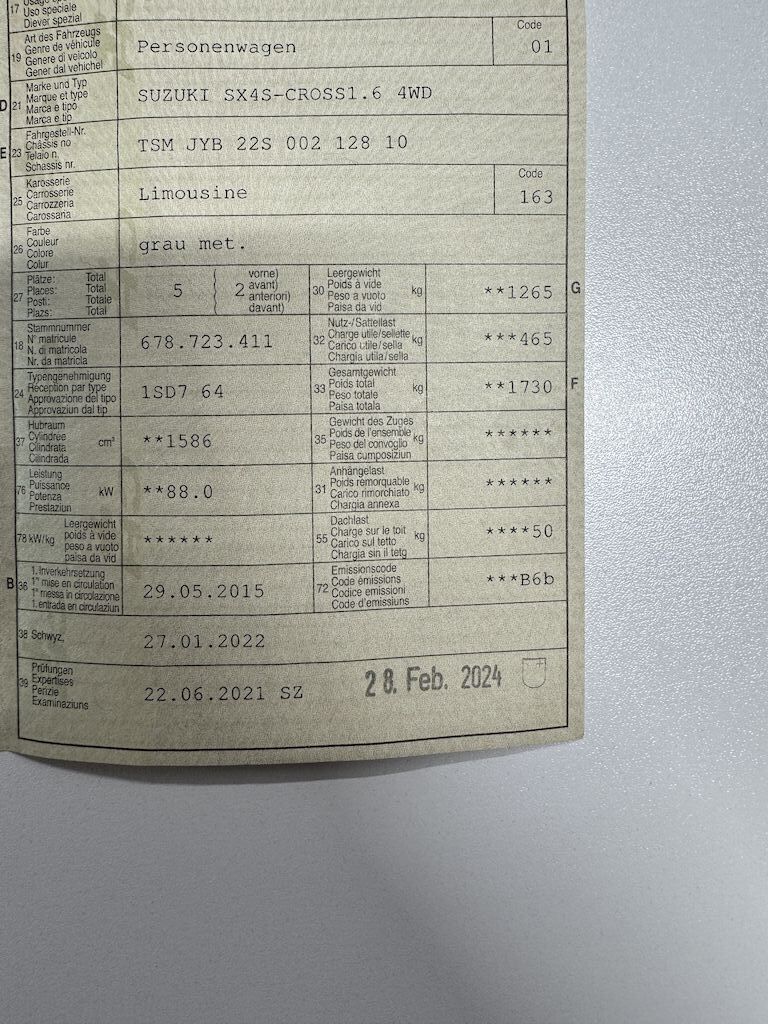 17
Uso speciale
Diever spezial
19 Art des Fahrzeugs
Genre de véhicule
Genere di veicolo
Gener dal vehichel
Personenwagen
Code
01
D 21 Marke und Typ
Marque et type
Marca e tipo
Marca e tip
SUZUKI SX4S-CROSS1.6 4WD
E 23 Fahrgestell-Nr.
Châssis no
Telaio n.
Schassis nr.
TSM JYB 22S 002 128 10
25 Karosserie
Carrosserie
Carrozzeria
Carossaria
Limousine
Code
163
26 Farbe
Couleur
Colore
Colur
grau met.
27 Plätze: Total
Places: Total
Posti: Totale
Plazs: Total
5 ( 2 vorne)
avant)
anteriori)
davant)
30 Leergewicht
Poids à vide
Peso a vuoto
Paisa da vid
kg
**1265 G
18 Stammnummer
N° matricule
N. di matricola
Nr. da matricla
678.723.411
32 Nutz-/Sattellast
Charge utile/sellette
Carico utile/sella
Chargia utila/sella
kg
***465
24 Typengenehmigung
Réception par type
Approvazione del tipo
Approvaziun dal tip
1SD7 64
33 Gesamtgewicht
Poids total
Peso totale
Paisa totala
kg
**1730 F
37 Hubraum
Cylindrée
Cilindrata
Cilindrada
cm³
**1586
35 Gewicht des Zuges
Poids de l'ensemble
Peso del convoglio
Paisa cumposiziun
kg
******
76 Leistung
Puissance
Potenza
Prestaziun
kW
**88.0
31 Anhängelast
Poids remorquable
Carico rimorchiato
Chargia annexa
kg
******
78 kW/kg Leergewicht
poids à vide
peso a vuoto
paisa da vid
******
55 Dachlast
Charge sur le toit
Carico sul tetto
Chargia sin il tetg
kg
****50
B 36 1. Inverkehrsetzung
1re mise en circulation
1a messa in circolazione
1. entrada en circulaziun
29.05.2015
72 Emissionscode
Code émissions
Codice emissioni
Code d'emissiuns
***B6b
38 Schwyz,
27.01.2022
39 Prüfungen
Expertises
Perizie
Examinaziuns
22.06.2021 SZ
28. Feb. 2024